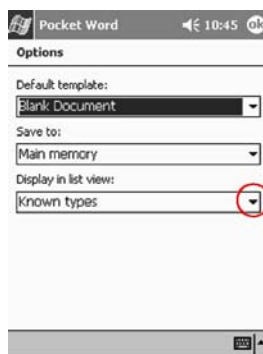 Pocket Word 10:45 ok
Options
Default template:
Blank Document
Save to:
Main memory
Display in list view:
Known types